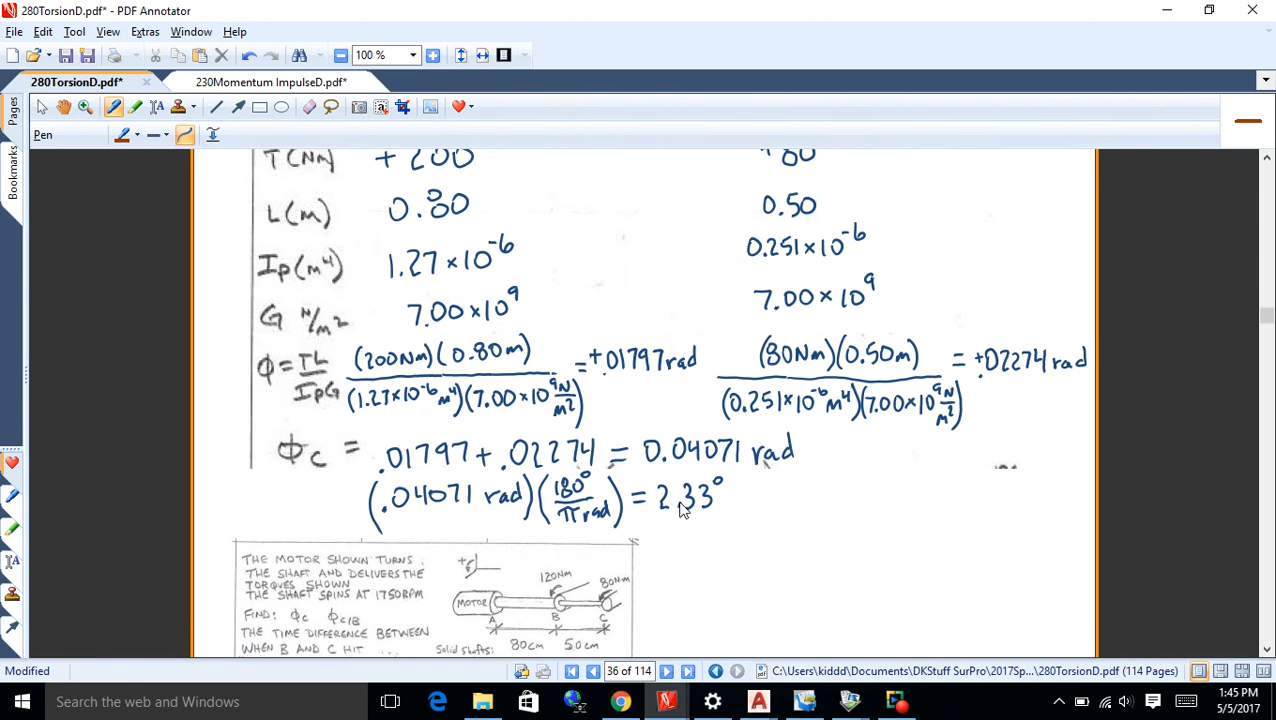 280TorsionD.pdf* - PDF Annotator
File Edit Tool View Extras Window Help
100 %
280TorsionD.pdf* 230Momentum ImpulseD.pdf*
Pen
Pages
Bookmarks
T(Nm) +200 +80
L(m) 0.80 0.50
Ip(m⁴) 1.27×10⁻⁶ 0.251×10⁻⁶
G N/m² 7.00×10⁹ 7.00×10⁹
Φ=TL/IpG (200Nm)(0.80m)/(1.27×10⁻⁶m⁴)(7.00×10⁹N/m²) =+.01797rad (80Nm)(0.50m)/(0.251×10⁻⁶m⁴)(7.00×10⁹N/m²) =+.02274rad
Φc = .01797+.02274 = 0.04071 rad
(.04071 rad)(180°/π rad) = 2.33°
THE MOTOR SHOWN TURNS
THE SHAFT AND DELIVERS THE
TORQUES SHOWN
THE SHAFT SPINS AT 1750RPM
FIND: Φc Φc/B
THE TIME DIFFERENCE BETWEEN
WHEN B AND C HIT ...
+
120Nm
80Nm
MOTOR
A B C
Solid shafts: 80cm 50cm
Modified
36 of 114
C:\Users\kiddd\Documents\DKStuff SurPro\2017Sp...\280TorsionD.pdf (114 Pages)
Search the web and Windows
1:45 PM
5/5/2017